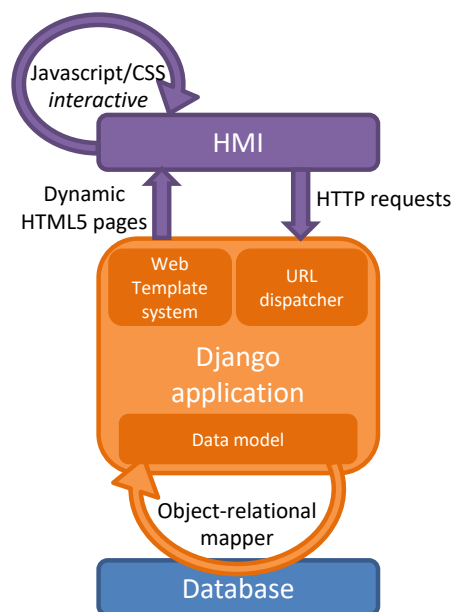 Javascript/CSS
interactive
HMI
Dynamic
HTML5 pages
HTTP requests
Web
Template
system
URL
dispatcher
Django
application
Data model
Object-relational
mapper
Database